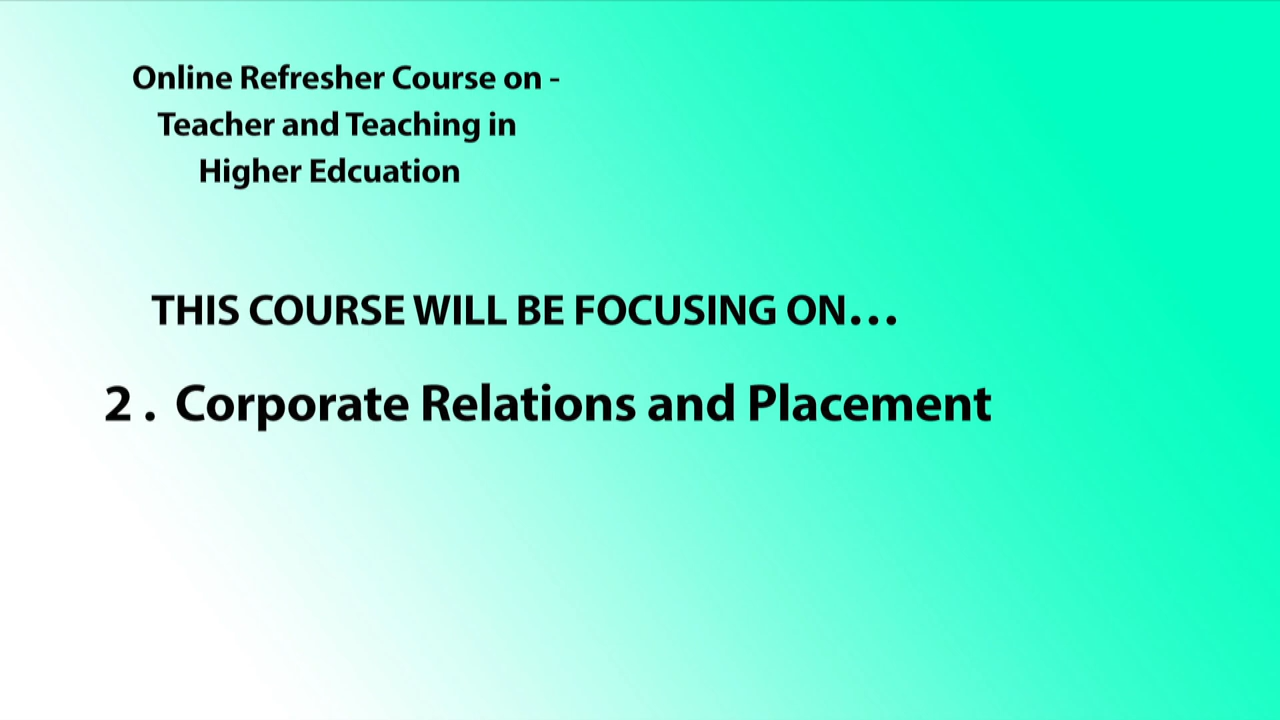 Online Refresher Course on -
Teacher and Teaching in
Higher Edcuation
THIS COURSE WILL BE FOCUSING ON...
2 . Corporate Relations and Placement